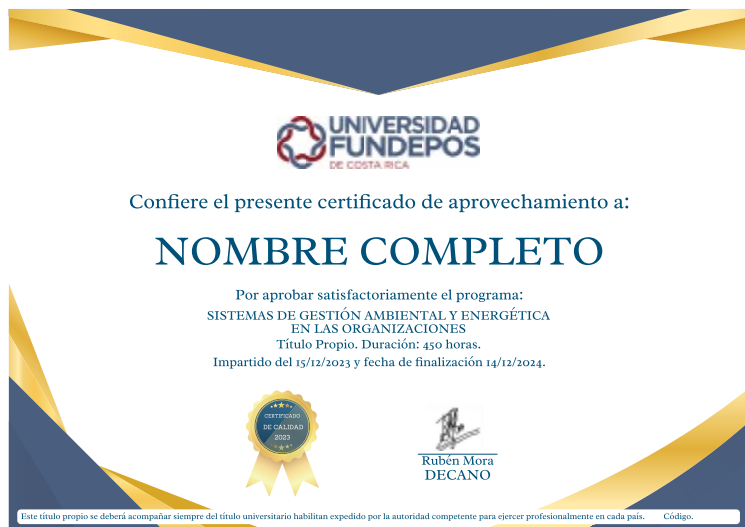 UNIVERSIDAD
FUNDEPOS
DE COSTA RICA
Confiere el presente certificado de aprovechamiento a:
NOMBRE COMPLETO
Por aprobar satisfactoriamente el programa:
SISTEMAS DE GESTIÓN AMBIENTAL Y ENERGÉTICA
EN LAS ORGANIZACIONES
Título Propio. Duración: 450 horas.
Impartido del 15/12/2023 y fecha de finalización 14/12/2024.
CERTIFICADO
DE CALIDAD
2023
Rubén Mora
DECANO
Este título propio se deberá acompañar siempre del título universitario habilitan expedido por la autoridad competente para ejercer profesionalmente en cada país. Código.